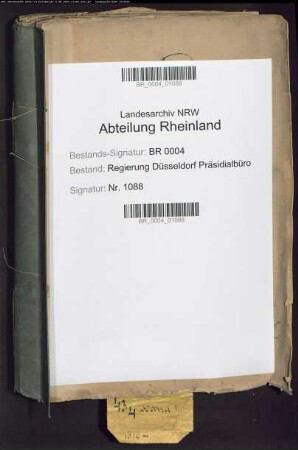 BR_0004_01088
Landesarchiv NRW
Abteilung Rheinland
Bestands-Signatur: BR 0004
Bestand: Regierung Düsseldorf Präsidialbüro
Signatur: Nr. 1088
BR_0004_01088